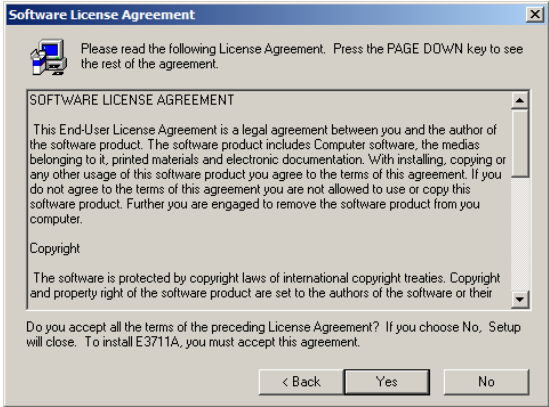 Software License Agreement
Please read the following License Agreement. Press the PAGE DOWN key to see
the rest of the agreement.
SOFTWARE LICENSE AGREEMENT
This End-User License Agreement is a legal agreement between you and the author of
the software product. The software product includes Computer software, the medias
belonging to it, printed materials and electronic documentation. With installing, copying or
any other usage of this software product you agree to the terms of this agreement. If you
do not agree to the terms of this agreement you are not allowed to use or copy this
software product. Further you are engaged to remove the software product from you
computer.
Copyright
The software is protected by copyright laws of international copyright treaties. Copyright
and property right of the software product are set to the authors of the software or their
Do you accept all the terms of the preceding License Agreement? If you choose No, Setup
will close. To install E3711A, you must accept this agreement.
< Back Yes No